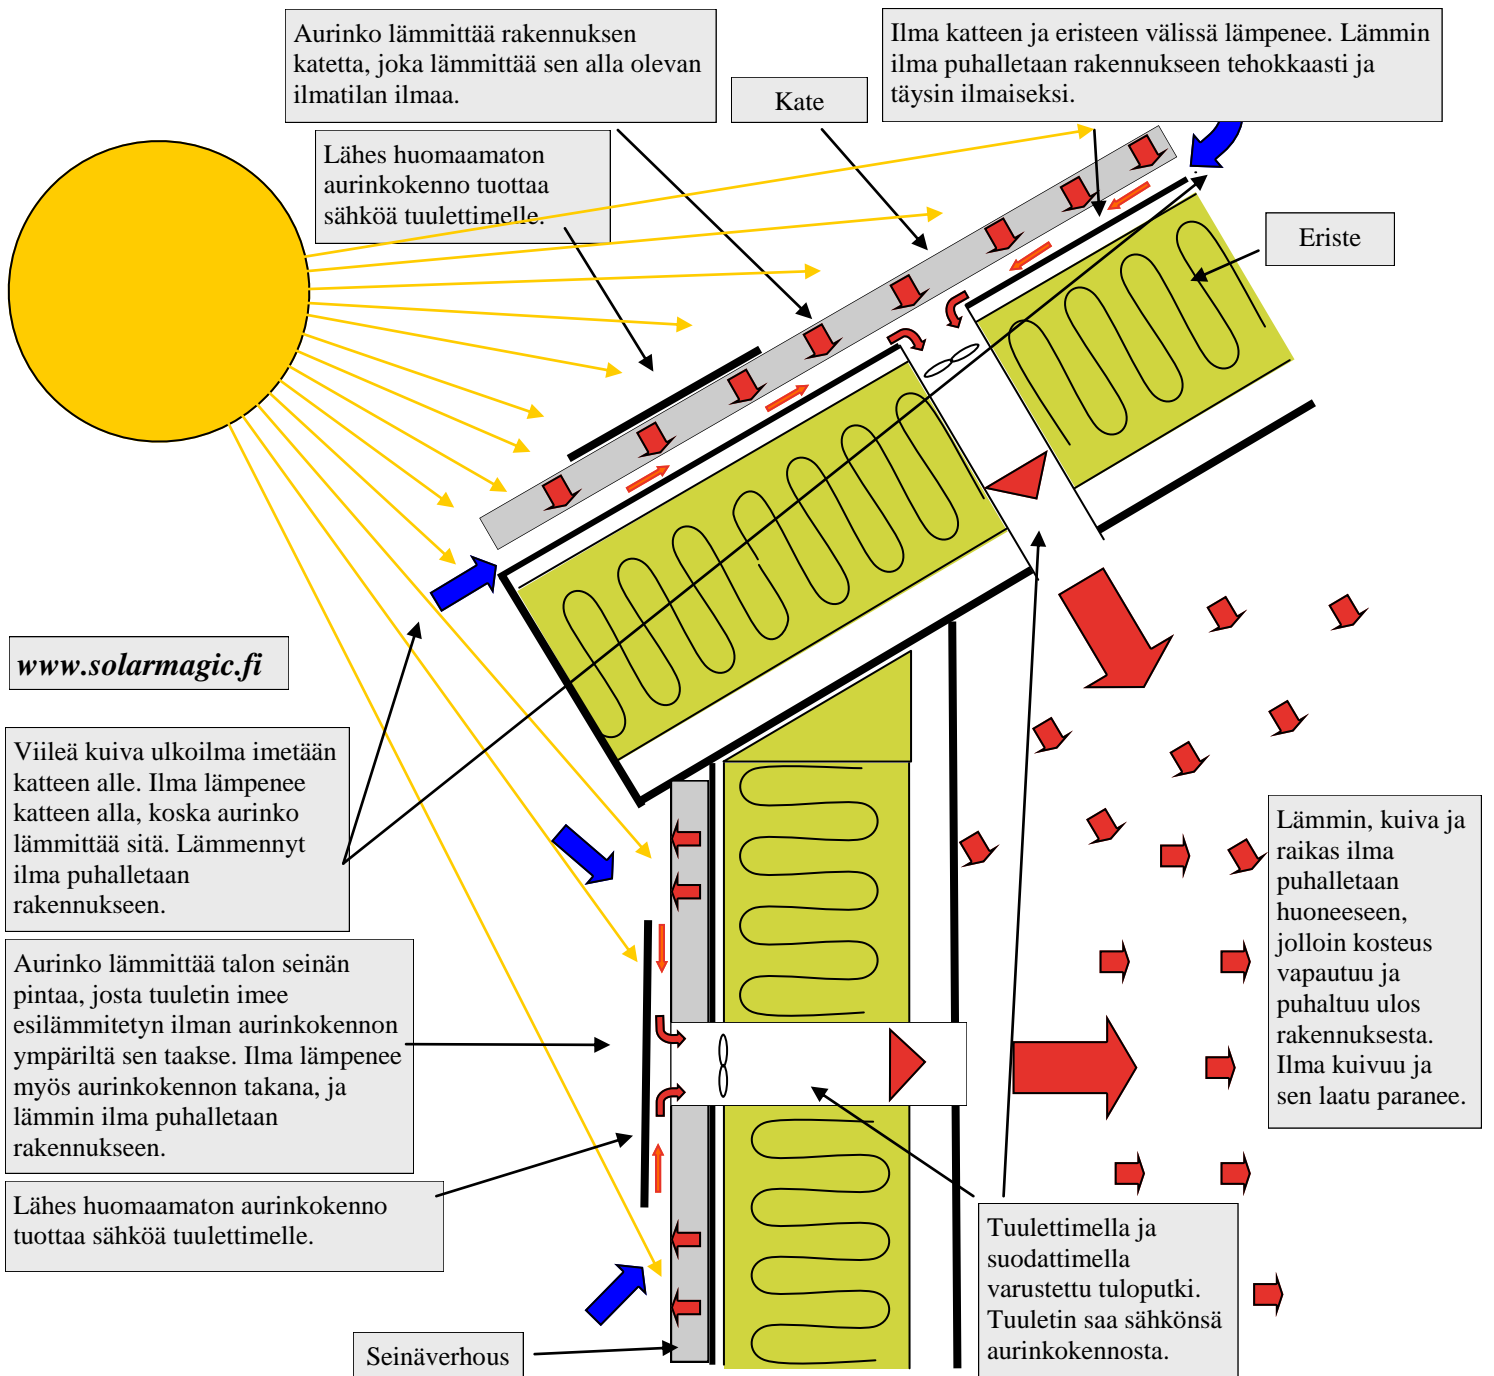 Aurinko lämmittää rakennuksen
katetta, joka lämmittää sen alla olevan
ilmatilan ilmaa.
Kate
Ilma katteen ja eristeen välissä lämpenee. Lämmin
ilma puhalletaan rakennukseen tehokkaasti ja
täysin ilmaiseksi.
Lähes huomaamaton
aurinkokenno tuottaa
sähköä tuulettimelle.
Eriste
www.solarmagic.fi
Viileä kuiva ulkoilma imetään
katteen alle. Ilma lämpenee
katteen alla, koska aurinko
lämmittää sitä. Lämmennyt
ilma puhalletaan
rakennukseen.
Lämmin, kuiva ja
raikas ilma
puhalletaan
huoneeseen,
jolloin kosteus
vapautuu ja
puhaltuu ulos
rakennuksesta.
Ilma kuivuu ja
sen laatu paranee.
Aurinko lämmittää talon seinän
pintaa, josta tuuletin imee
esilämmitetyn ilman aurinkokennon
ympäriltä sen taakse. Ilma lämpenee
myös aurinkokennon takana, ja
lämmin ilma puhalletaan
rakennukseen.
Lähes huomaamaton aurinkokenno
tuottaa sähköä tuulettimelle.
Tuulettimella ja
suodattimella
varustettu tuloputki.
Tuuletin saa sähkönsä
aurinkokennosta.
Seinäverhous